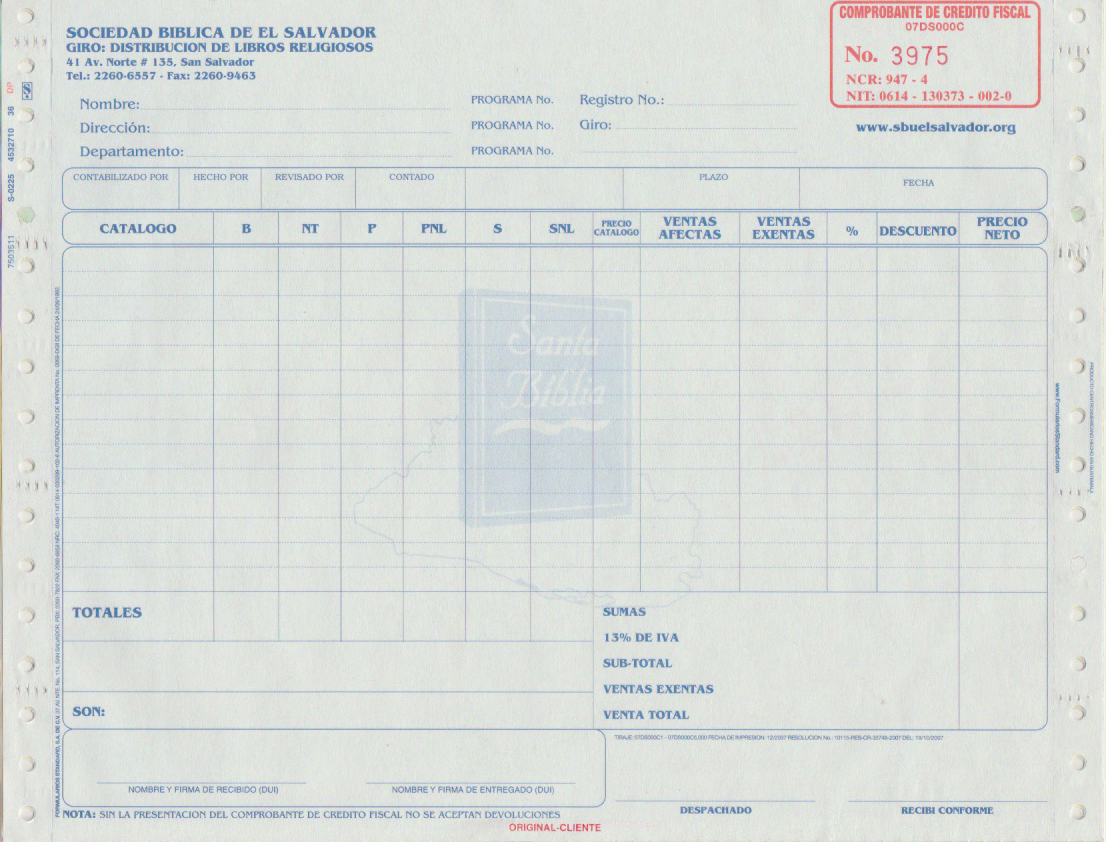 SOCIEDAD BIBLICA DE EL SALVADOR
GIRO: DISTRIBUCION DE LIBROS RELIGIOSOS
41 Av. Norte # 135, San Salvador
Tel.: 2260-6557 - Fax: 2260-9463
COMPROBANTE DE CREDITO FISCAL
07DS000C
No. 3975
NCR: 947 - 4
NIT: 0614 - 130373 - 002-0
www.sbuelsalvador.org
Nombre: PROGRAMA No. Registro No.:
Dirección: PROGRAMA No. Giro:
Departamento: PROGRAMA No.
CONTABILIZADO POR HECHO POR REVISADO POR CONTADO PLAZO FECHA
CATALOGO B NT P PNL S SNL PRECIO CATALOGO VENTAS AFECTAS VENTAS EXENTAS % DESCUENTO PRECIO NETO
Santa
Biblia
TOTALES SUMAS
13% DE IVA
SUB-TOTAL
VENTAS EXENTAS
SON: VENTA TOTAL
NOMBRE Y FIRMA DE RECIBIDO (DUI) NOMBRE Y FIRMA DE ENTREGADO (DUI)
DESPACHADO RECIBI CONFORME
NOTA: SIN LA PRESENTACION DEL COMPROBANTE DE CREDITO FISCAL NO SE ACEPTAN DEVOLUCIONES
ORIGINAL-CLIENTE
S-0225 4532710 36 DP
7503511
www.FormulariosStandard.com